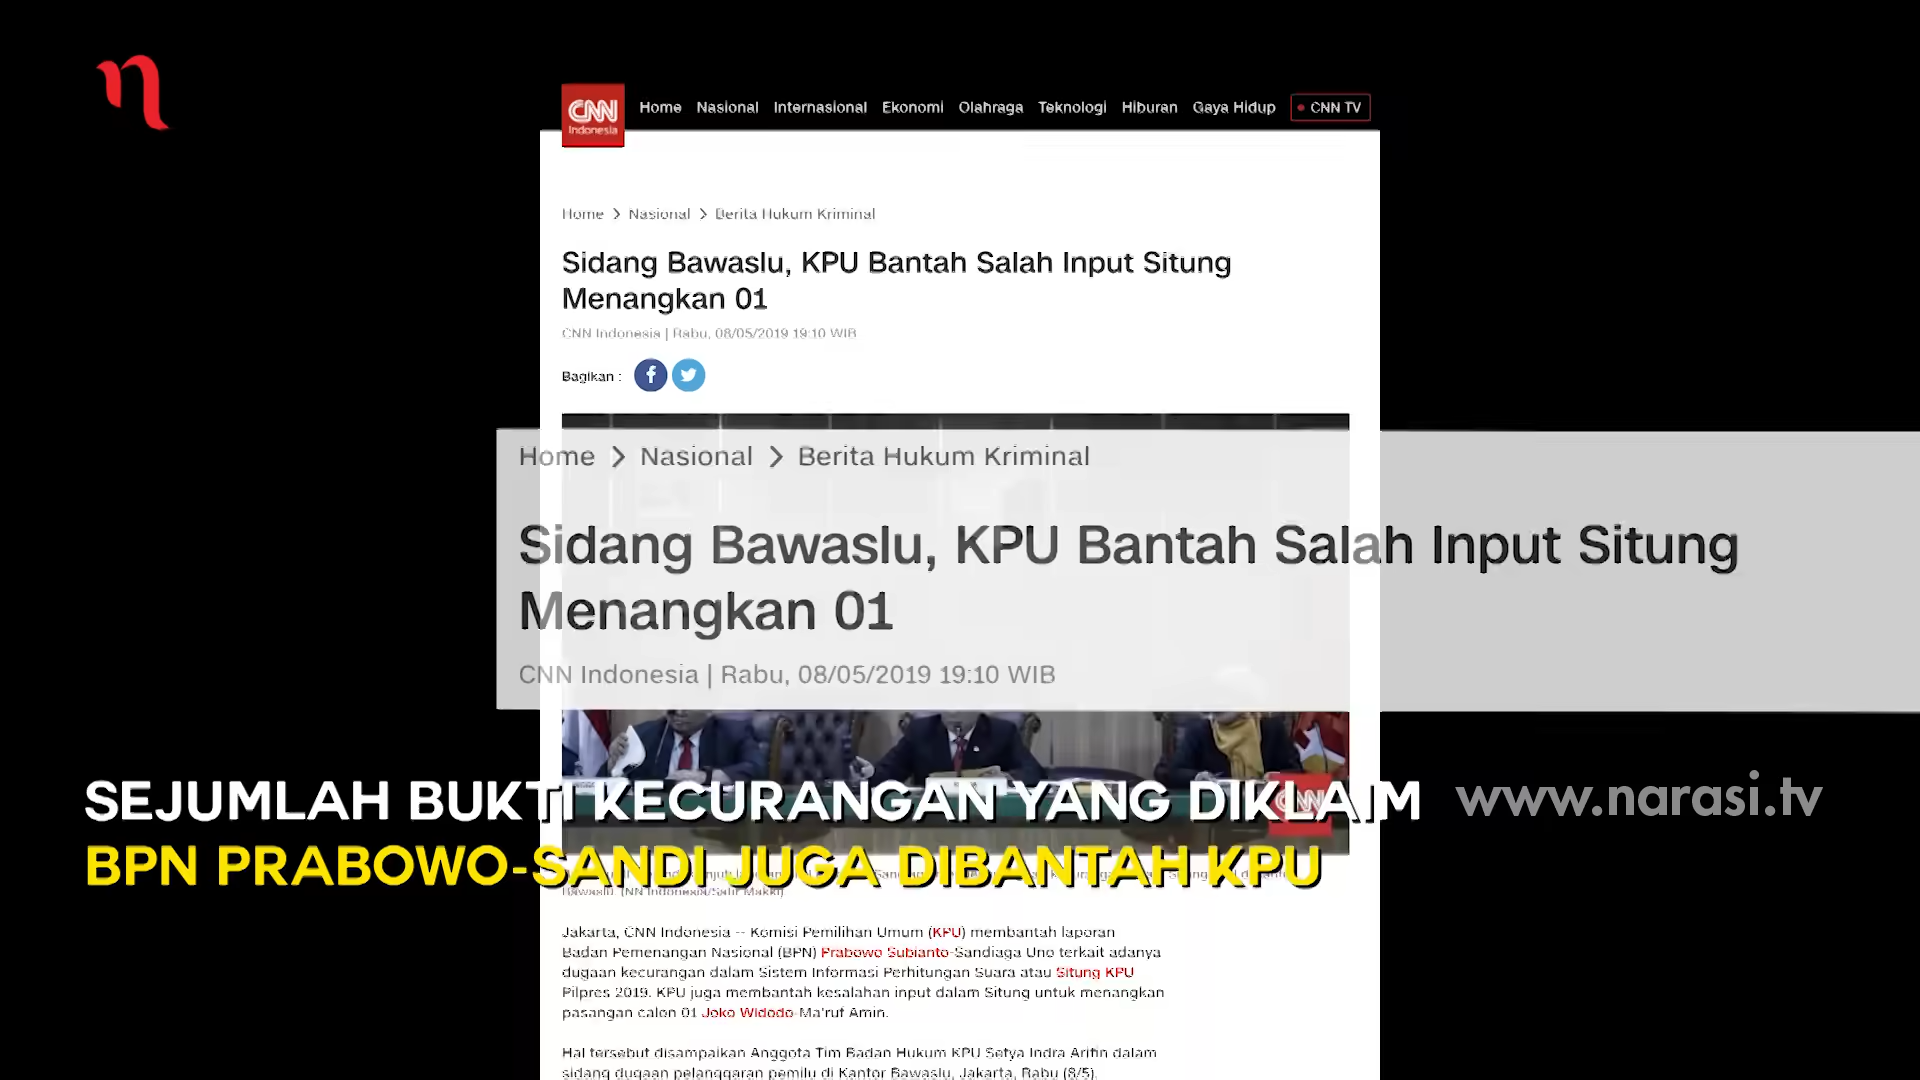 CNN
Indonesia
Home Nasional Internasional Ekonomi Olahraga Teknologi Hiburan Gaya Hidup CNN TV
Home > Nasional > Berita Hukum Kriminal
Sidang Bawaslu, KPU Bantah Salah Input Situng
Menangkan 01
CNN Indonesia | Rabu, 08/05/2019 19:10 WIB
Bagikan :
Home > Nasional > Berita Hukum Kriminal
Sidang Bawaslu, KPU Bantah Salah Input Situng
Menangkan 01
CNN Indonesia | Rabu, 08/05/2019 19:10 WIB
SEJUMLAH BUKTI KECURANGAN YANG DIKLAIM
BPN PRABOWO-SANDI JUGA DIBANTAH KPU
www.narasi.tv
CNN
Jakarta, CNN Indonesia -- Komisi Pemilihan Umum (KPU) membantah laporan
Badan Pemenangan Nasional (BPN) Prabowo Subianto-Sandiaga Uno terkait adanya
dugaan kecurangan dalam Sistem Informasi Perhitungan Suara atau Situng KPU
Pilpres 2019. KPU juga membantah kesalahan input dalam Situng untuk menangkan
pasangan calon 01 Joko Widodo-Ma'ruf Amin.
Hal tersebut disampaikan Anggota Tim Badan Hukum KPU Setya Indra Arifin dalam
sidang dugaan pelanggaran pemilu di Kantor Bawaslu, Jakarta, Rabu (8/5).